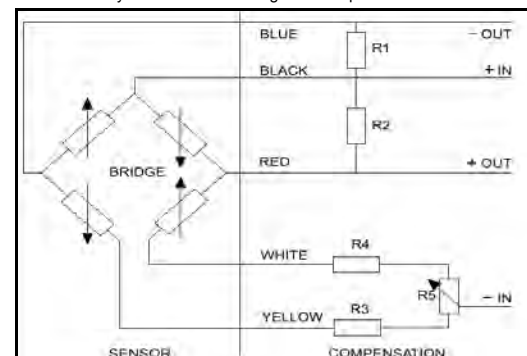 BLUE
R1
– OUT
BLACK
+ IN
R2
BRIDGE
RED
+ OUT
WHITE
R4
R5
– IN
YELLOW
R3
SENSOR
COMPENSATION